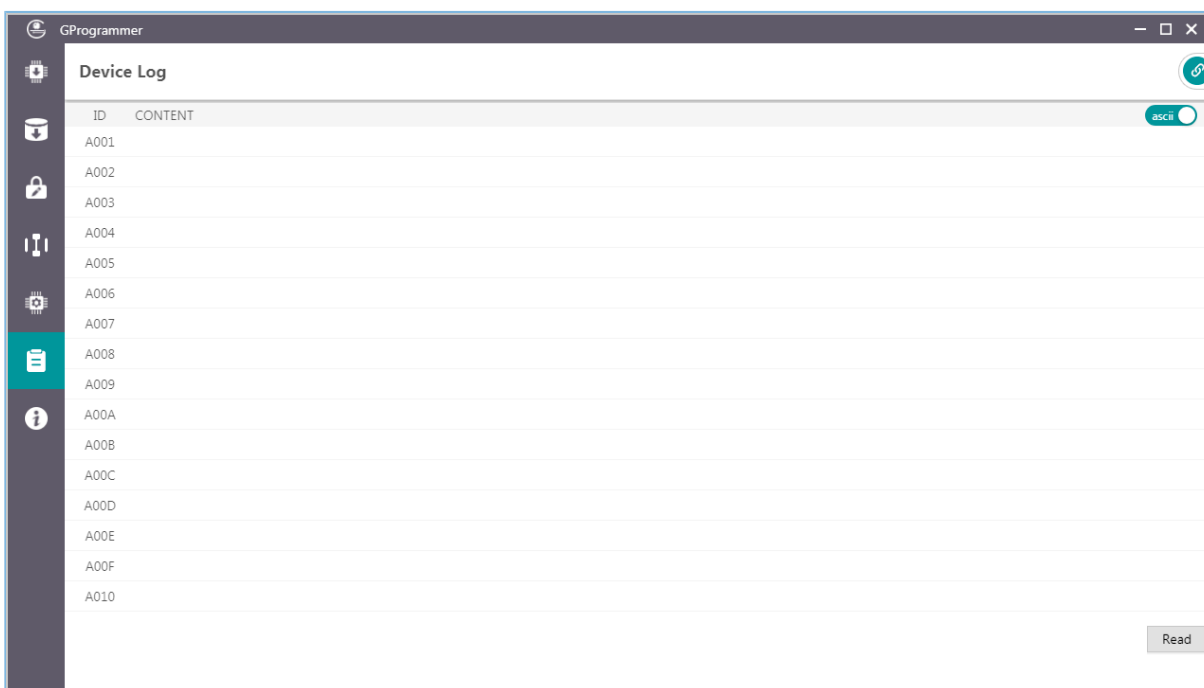 GProgrammer
Device Log
ID CONTENT
ascii
A001
A002
A003
A004
A005
A006
A007
A008
A009
A00A
A00B
A00C
A00D
A00E
A00F
A010
Read